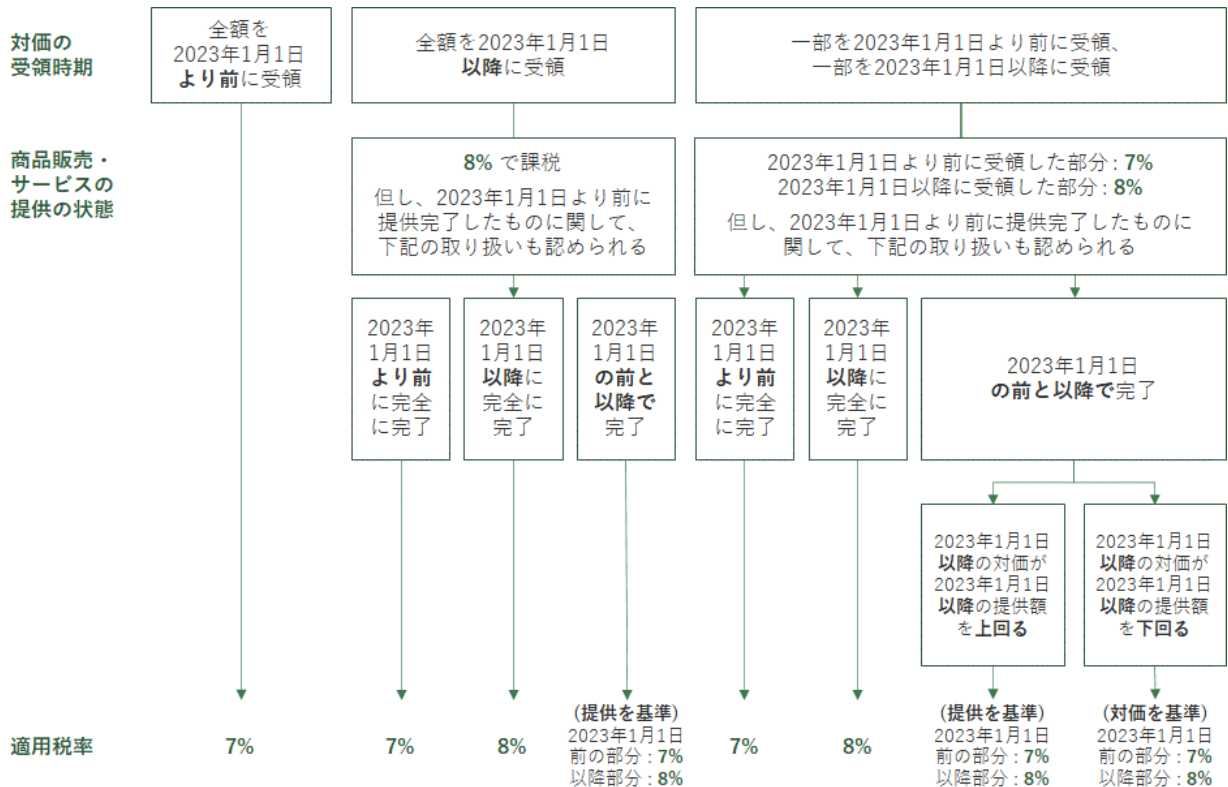 対価の
受領時期
全額を
2023年1月1日
より前に受領
全額を2023年1月1日
以降に受領
一部を2023年1月1日より前に受領、
一部を2023年1月1日以降に受領
商品販売・
サービスの
提供の状態
8% で課税
但し、2023年1月1日より前に
提供完了したものに関して、
下記の取り扱いも認められる
2023年1月1日より前に受領した部分 : 7%
2023年1月1日以降に受領した部分 : 8%
但し、2023年1月1日より前に提供完了したものに
関して、下記の取り扱いも認められる
2023年
1月1日
より前
に完全
に完了
2023年
1月1日
以降に
完全に
完了
2023年
1月1日
の前と
以降で
完了
2023年
1月1日
より前
に完全
に完了
2023年
1月1日
以降に
完全に
完了
2023年1月1日
の前と以降で完了
2023年1月1日
以降の対価が
2023年1月1日
以降の提供額
を上回る
2023年1月1日
以降の対価が
2023年1月1日
以降の提供額
を下回る
適用税率
7%
7%
8%
(提供を基準)
2023年1月1日
前の部分 : 7%
以降部分 : 8%
7%
8%
(提供を基準)
2023年1月1日
前の部分 : 7%
以降部分 : 8%
(対価を基準)
2023年1月1日
前の部分 : 7%
以降部分 : 8%